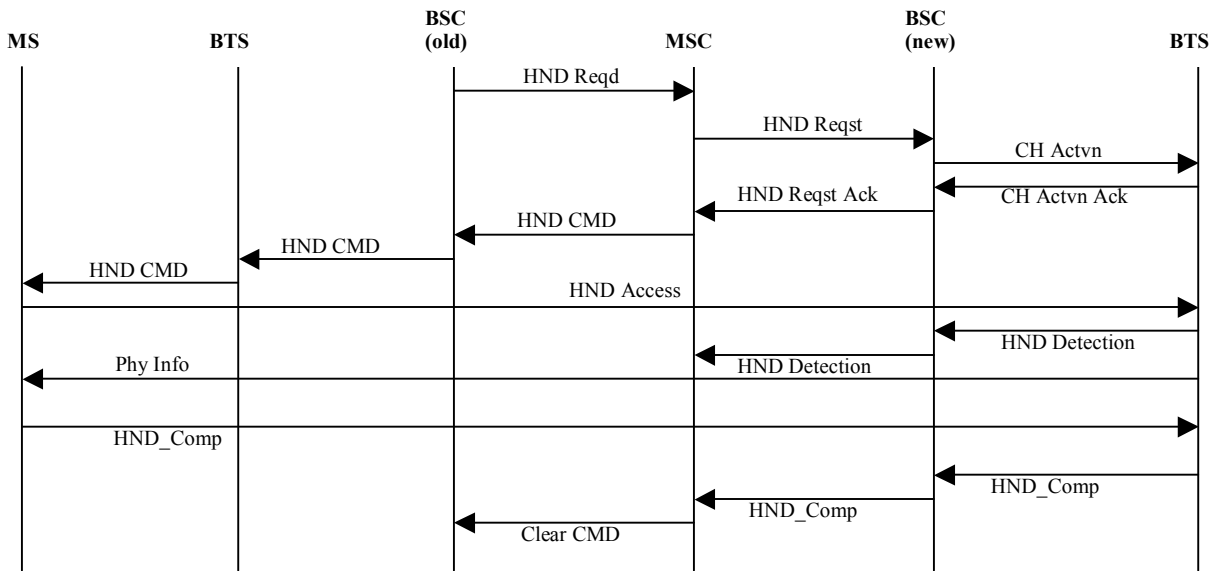 MS
BTS
BSC
(old)
MSC
BSC
(new)
BTS
HND Reqd
HND Reqst
CH Actvn
CH Actvn Ack
HND Reqst Ack
HND CMD
HND CMD
HND CMD
HND Access
HND Detection
HND Detection
Phy Info
HND_Comp
HND_Comp
HND_Comp
Clear CMD